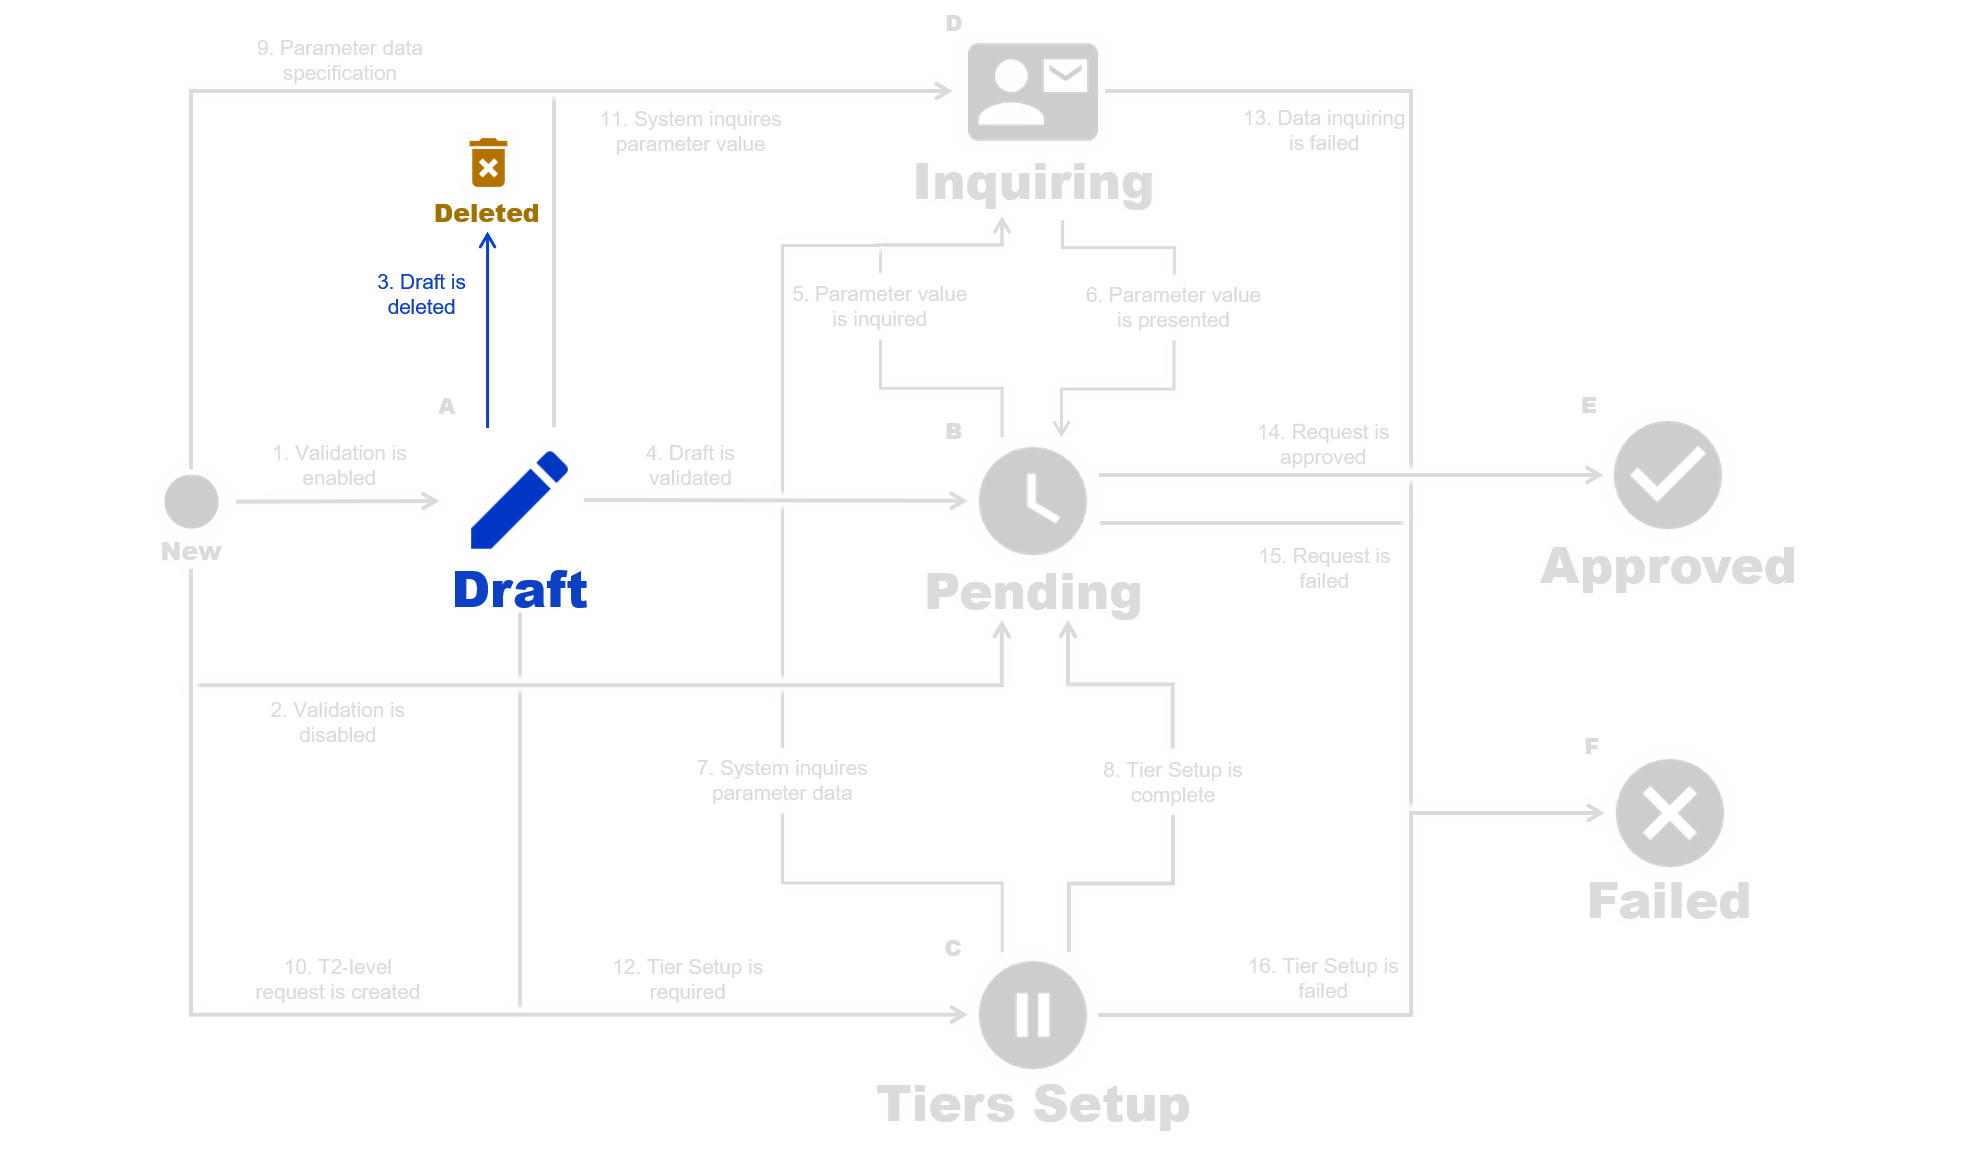 D
9. Parameter data
specification
11. System inquires
parameter value
13. Data inquiring
is failed
Inquiring
Deleted
3. Draft is
deleted
5. Parameter value
is inquired
6. Parameter value
is presented
A
B
E
1. Validation is
enabled
4. Draft is
validated
14. Request is
approved
New
Draft
Pending
15. Request is
failed
Approved
2. Validation is
disabled
7. System inquires
parameter data
8. Tier Setup is
complete
F
Failed
C
10. T2-level
request is created
12. Tier Setup is
required
16. Tier Setup is
failed
Tiers Setup